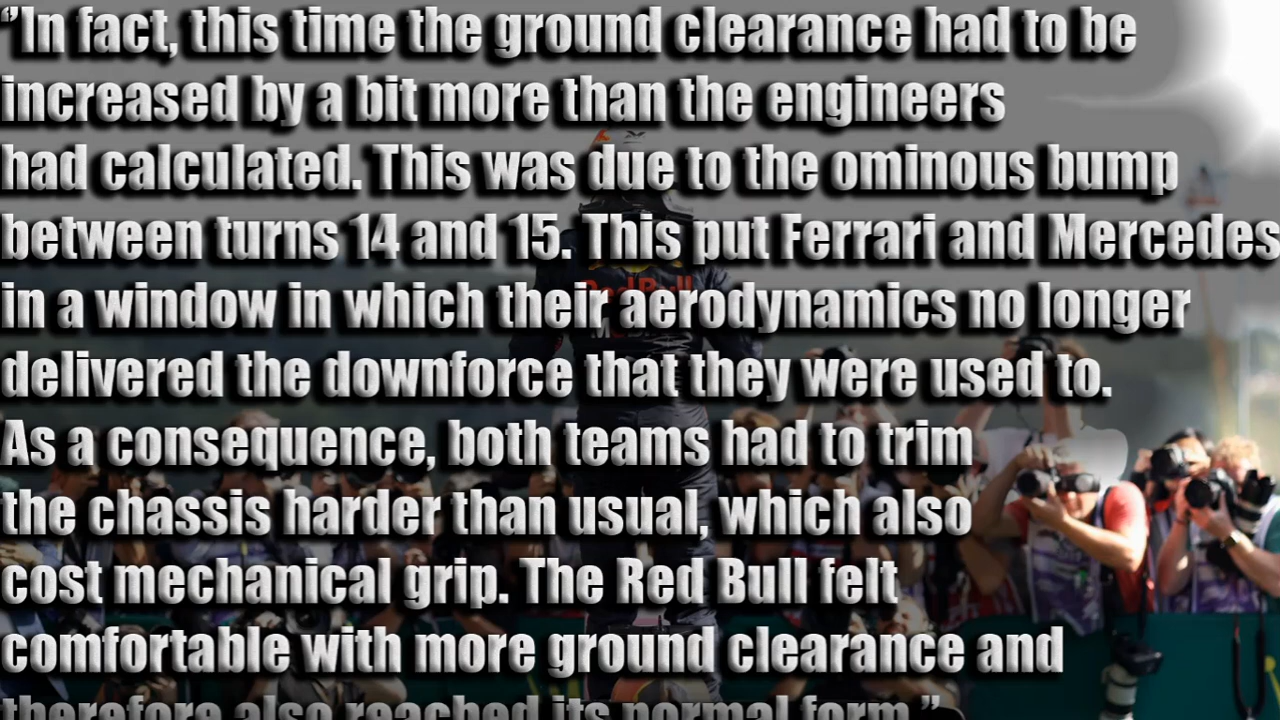 "In fact, this time the ground clearance had to be
increased by a bit more than the engineers
had calculated. This was due to the ominous bump
between turns 14 and 15. This put Ferrari and Mercedes
in a window in which their aerodynamics no longer
delivered the downforce that they were used to.
As a consequence, both teams had to trim
the chassis harder than usual, which also
cost mechanical grip. The Red Bull felt
comfortable with more ground clearance and
therefore also reached its normal form."
Red Bull